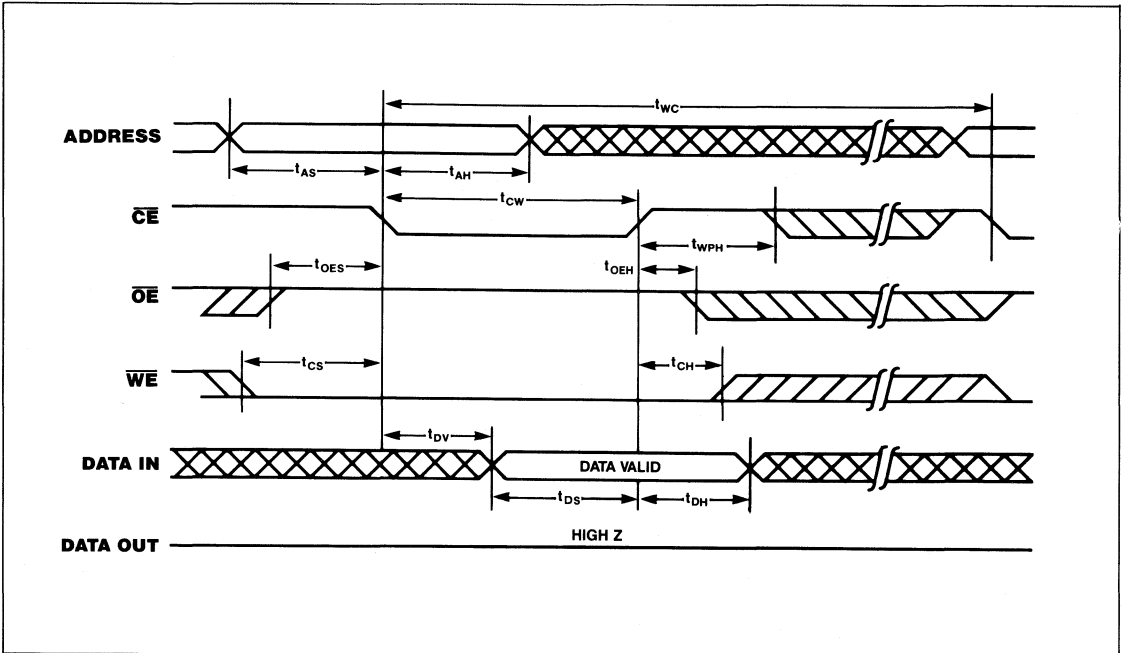 tWC
ADDRESS
tAS
tAH
tCW
CE
tWPH
tOES
tOEH
OE
tCS
tCH
WE
tDV
DATA IN
DATA VALID
tDS
tDH
HIGH Z
DATA OUT